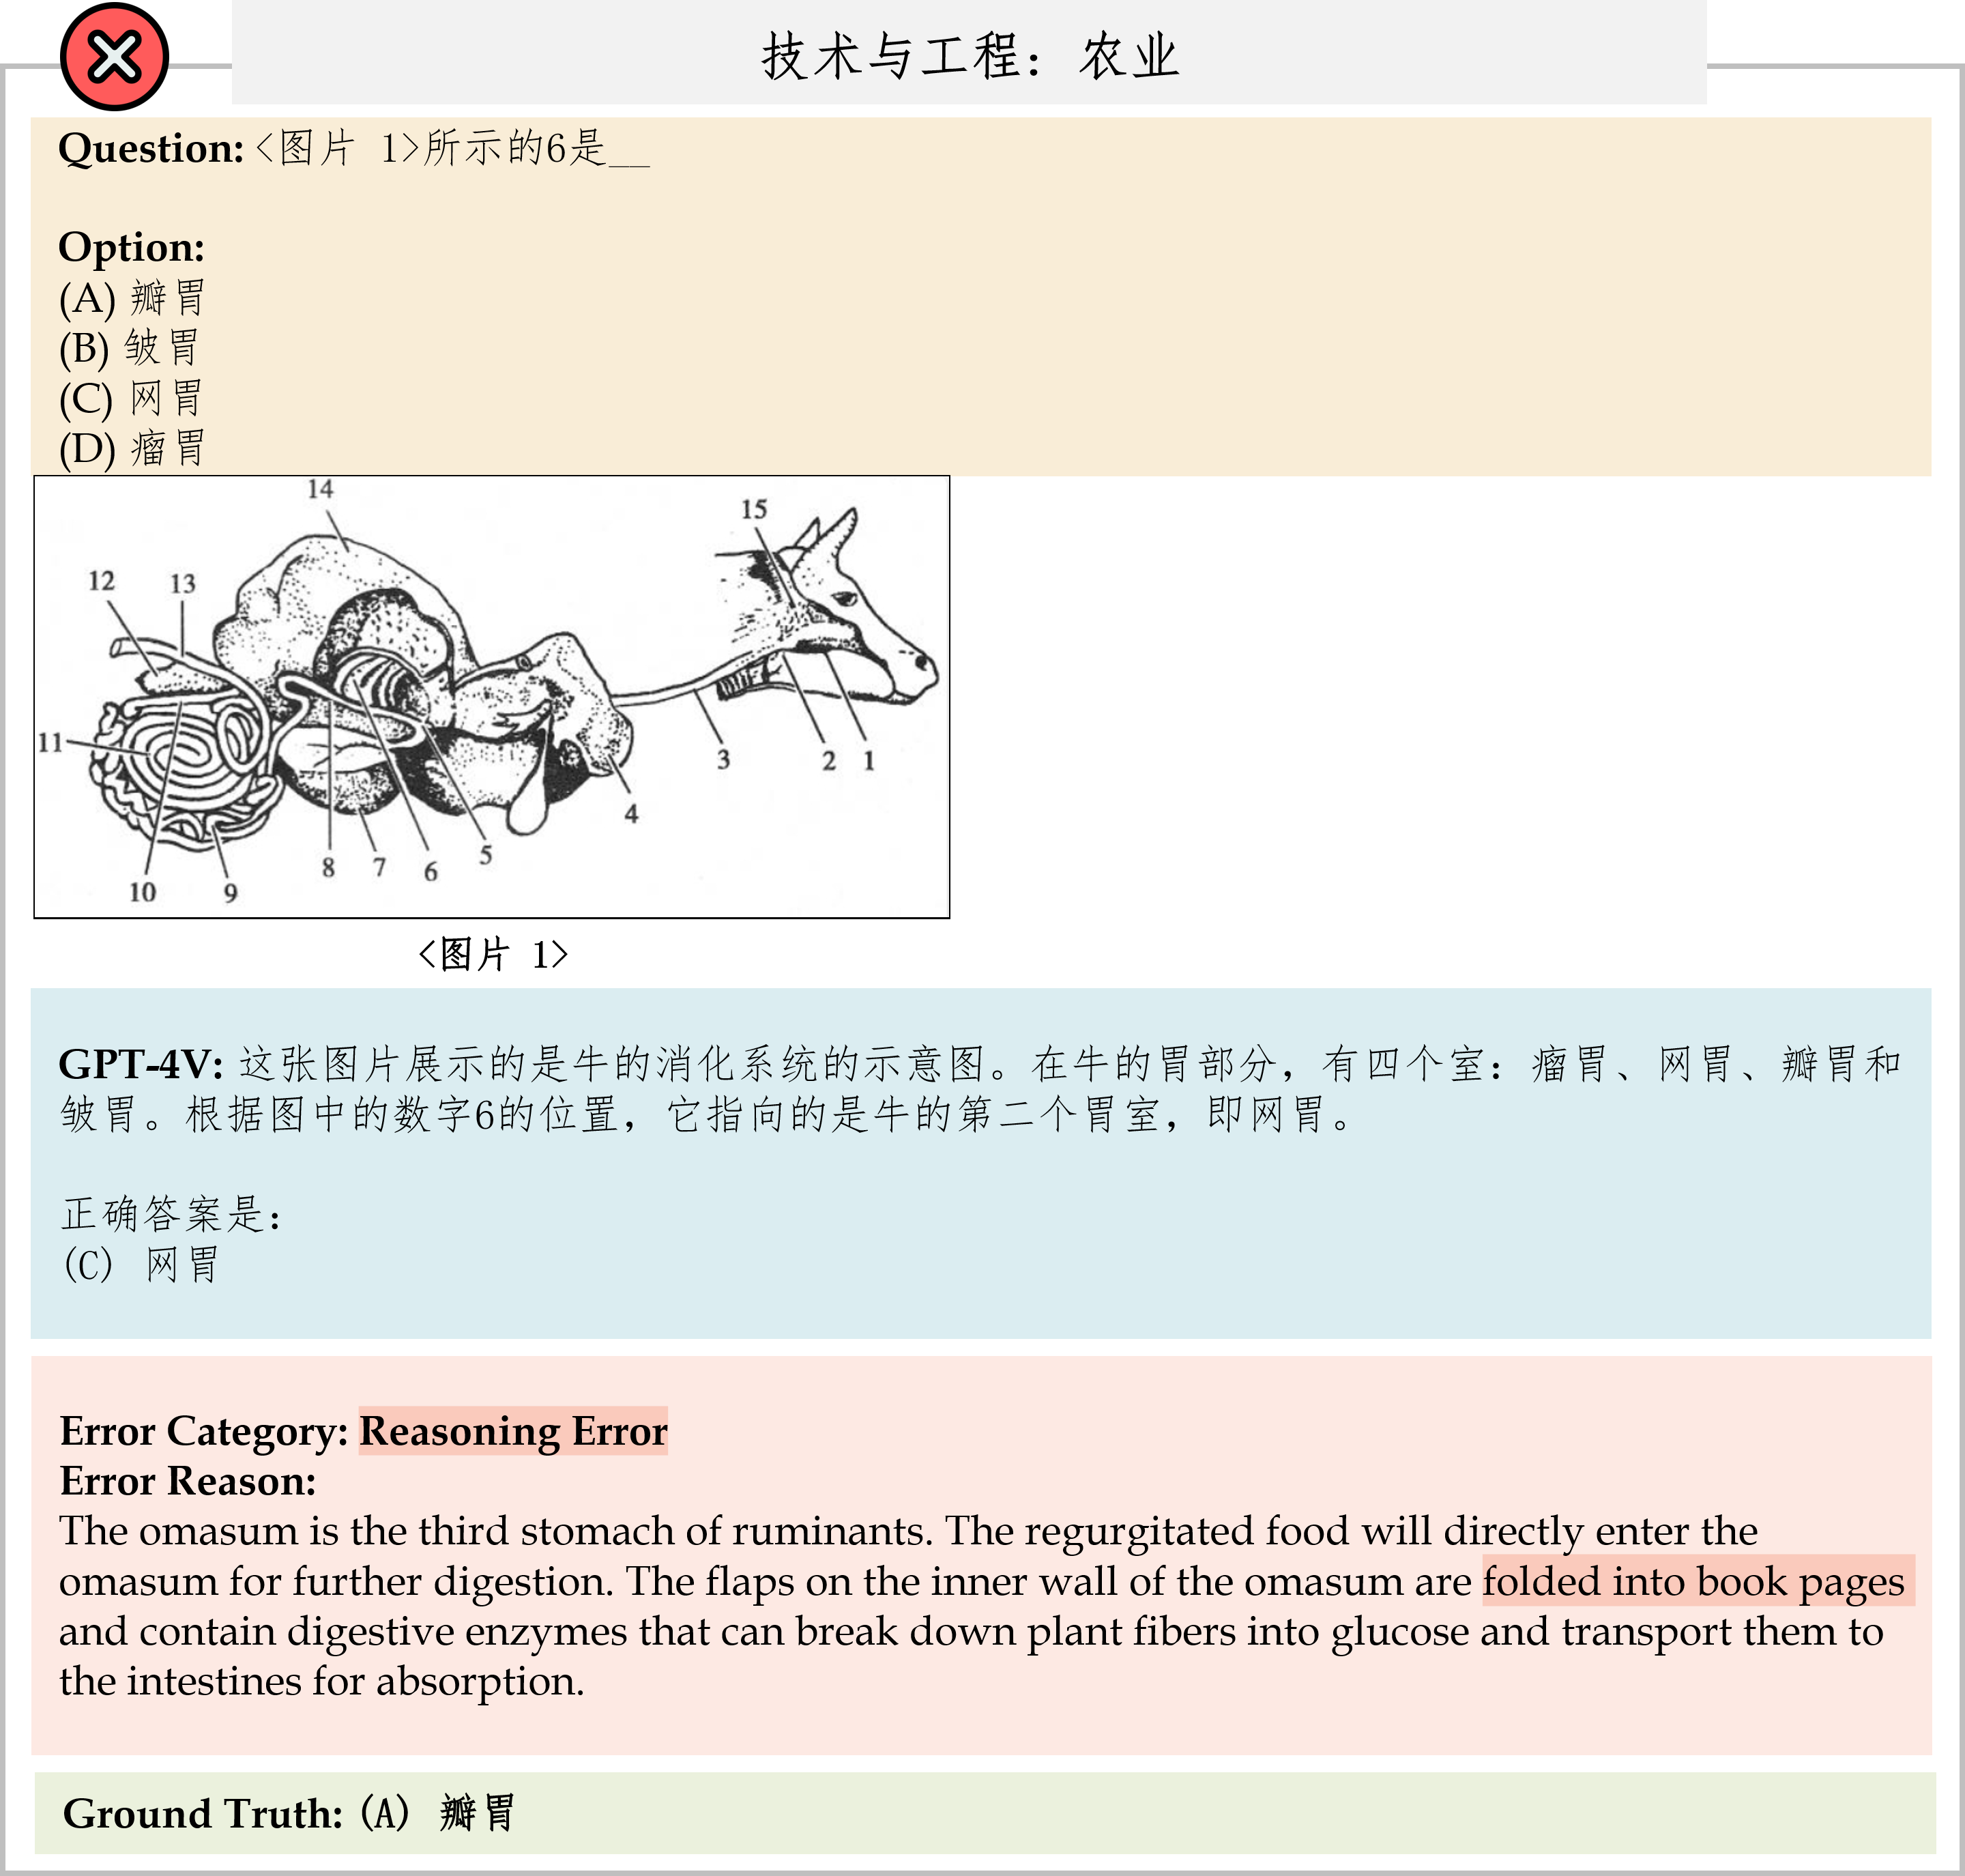 技术与工程：农业
Question: <图片 1>所示的6是__
Option:
(A) 瓣胃
(B) 皱胃
(C) 网胃
(D) 瘤胃
14
15
12 13
11
3 2 1
4
8 7 6 5
10 9
<图片 1>
GPT-4V: 这张图片展示的是牛的消化系统的示意图。在牛的胃部分，有四个室：瘤胃、网胃、瓣胃和
皱胃。根据图中的数字6的位置，它指向的是牛的第二个胃室，即网胃。
正确答案是：
(C) 网胃
Error Category: Reasoning Error
Error Reason:
The omasum is the third stomach of ruminants. The regurgitated food will directly enter the
omasum for further digestion. The flaps on the inner wall of the omasum are folded into book pages
and contain digestive enzymes that can break down plant fibers into glucose and transport them to
the intestines for absorption.
Ground Truth: (A) 瓣胃